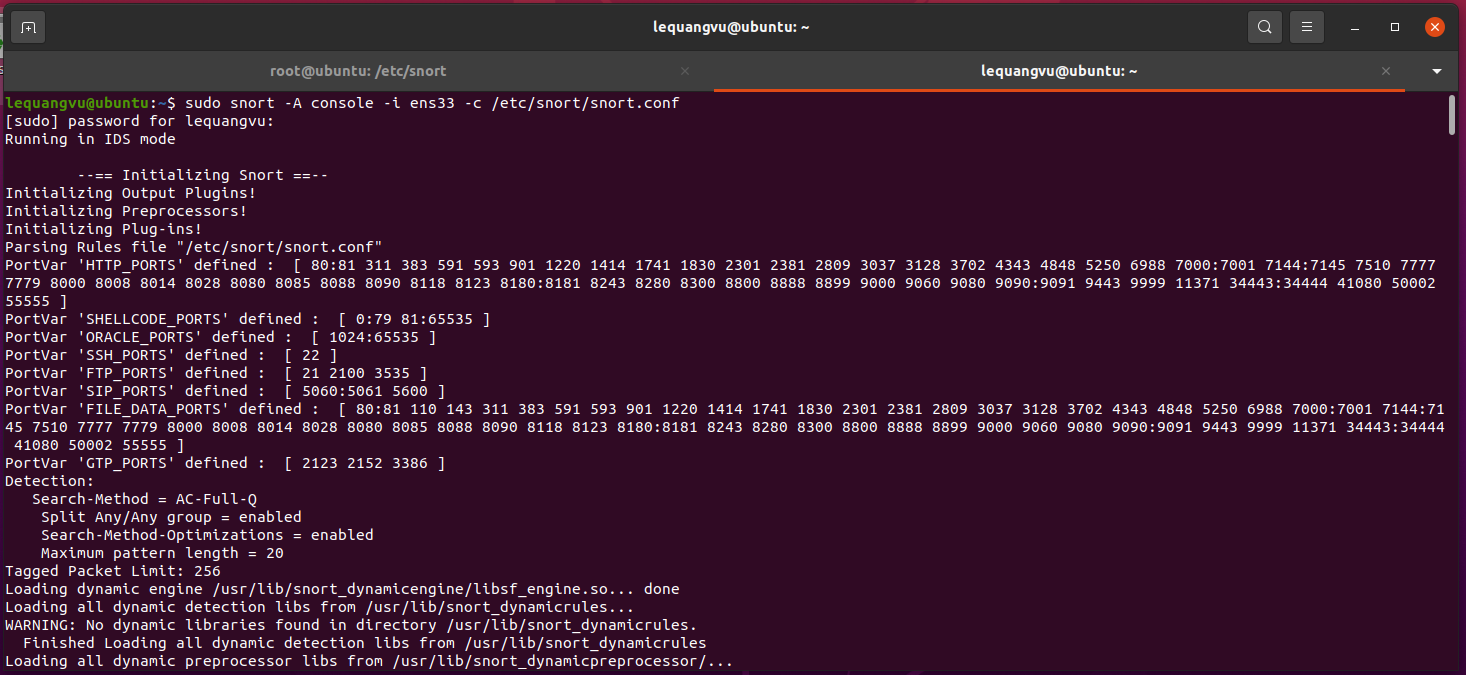 lequangvu@ubuntu: ~
root@ubuntu: /etc/snort
lequangvu@ubuntu: ~
lequangvu@ubuntu:~$ sudo snort -A console -i ens33 -c /etc/snort/snort.conf
[sudo] password for lequangvu:
Running in IDS mode
--== Initializing Snort ==--
Initializing Output Plugins!
Initializing Preprocessors!
Initializing Plug-ins!
Parsing Rules file "/etc/snort/snort.conf"
PortVar 'HTTP_PORTS' defined :  [ 80:81 311 383 591 593 901 1220 1414 1741 1830 2301 2381 2809 3037 3128 3702 4343 4848 5250 6988 7000:7001 7144:7145 7510 7777
7779 8000 8008 8014 8028 8080 8085 8088 8090 8118 8123 8180:8181 8243 8280 8300 8800 8888 8899 9000 9060 9080 9090:9091 9443 9999 11371 34443:34444 41080 50002
55555 ]
PortVar 'SHELLCODE_PORTS' defined :  [ 0:79 81:65535 ]
PortVar 'ORACLE_PORTS' defined :  [ 1024:65535 ]
PortVar 'SSH_PORTS' defined :  [ 22 ]
PortVar 'FTP_PORTS' defined :  [ 21 2100 3535 ]
PortVar 'SIP_PORTS' defined :  [ 5060:5061 5600 ]
PortVar 'FILE_DATA_PORTS' defined :  [ 80:81 110 143 311 383 591 593 901 1220 1414 1741 1830 2301 2381 2809 3037 3128 3702 4343 4848 5250 6988 7000:7001 7144:71
45 7510 7777 7779 8000 8008 8014 8028 8080 8085 8088 8090 8118 8123 8180:8181 8243 8280 8300 8800 8888 8899 9000 9060 9080 9090:9091 9443 9999 11371 34443:34444
41080 50002 55555 ]
PortVar 'GTP_PORTS' defined :  [ 2123 2152 3386 ]
Detection:
Search-Method = AC-Full-Q
Split Any/Any group = enabled
Search-Method-Optimizations = enabled
Maximum pattern length = 20
Tagged Packet Limit: 256
Loading dynamic engine /usr/lib/snort_dynamicengine/libsf_engine.so... done
Loading all dynamic detection libs from /usr/lib/snort_dynamicrules...
WARNING: No dynamic libraries found in directory /usr/lib/snort_dynamicrules.
Finished Loading all dynamic detection libs from /usr/lib/snort_dynamicrules
Loading all dynamic preprocessor libs from /usr/lib/snort_dynamicpreprocessor/...